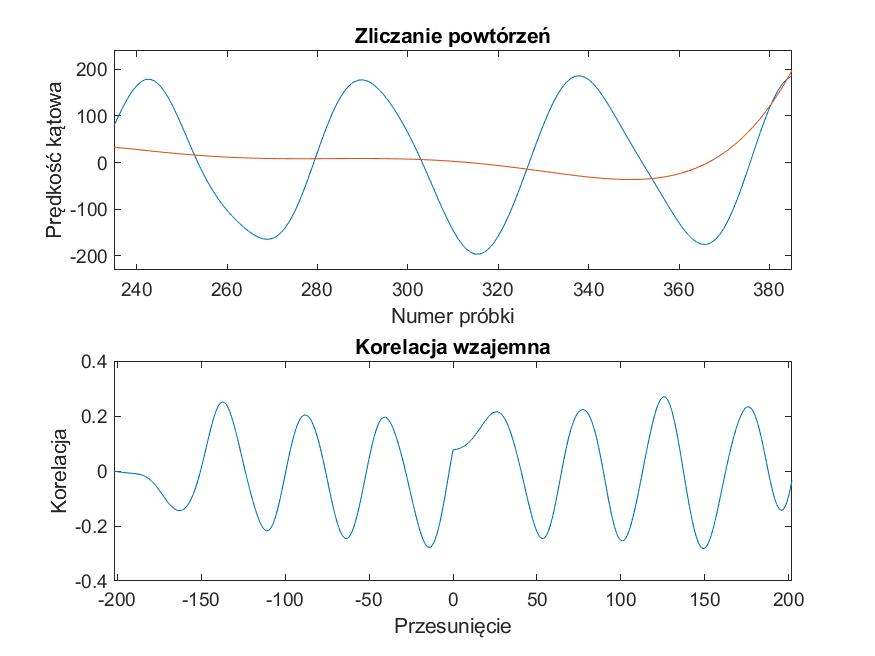 Zliczanie powtórzeń
Prędkość kątowa
200
100
0
-100
-200
240 260 280 300 320 340 360 380
Numer próbki
Korelacja wzajemna
Korelacja
0.4
0.2
0
-0.2
-0.4
-200 -150 -100 -50 0 50 100 150 200
Przesunięcie